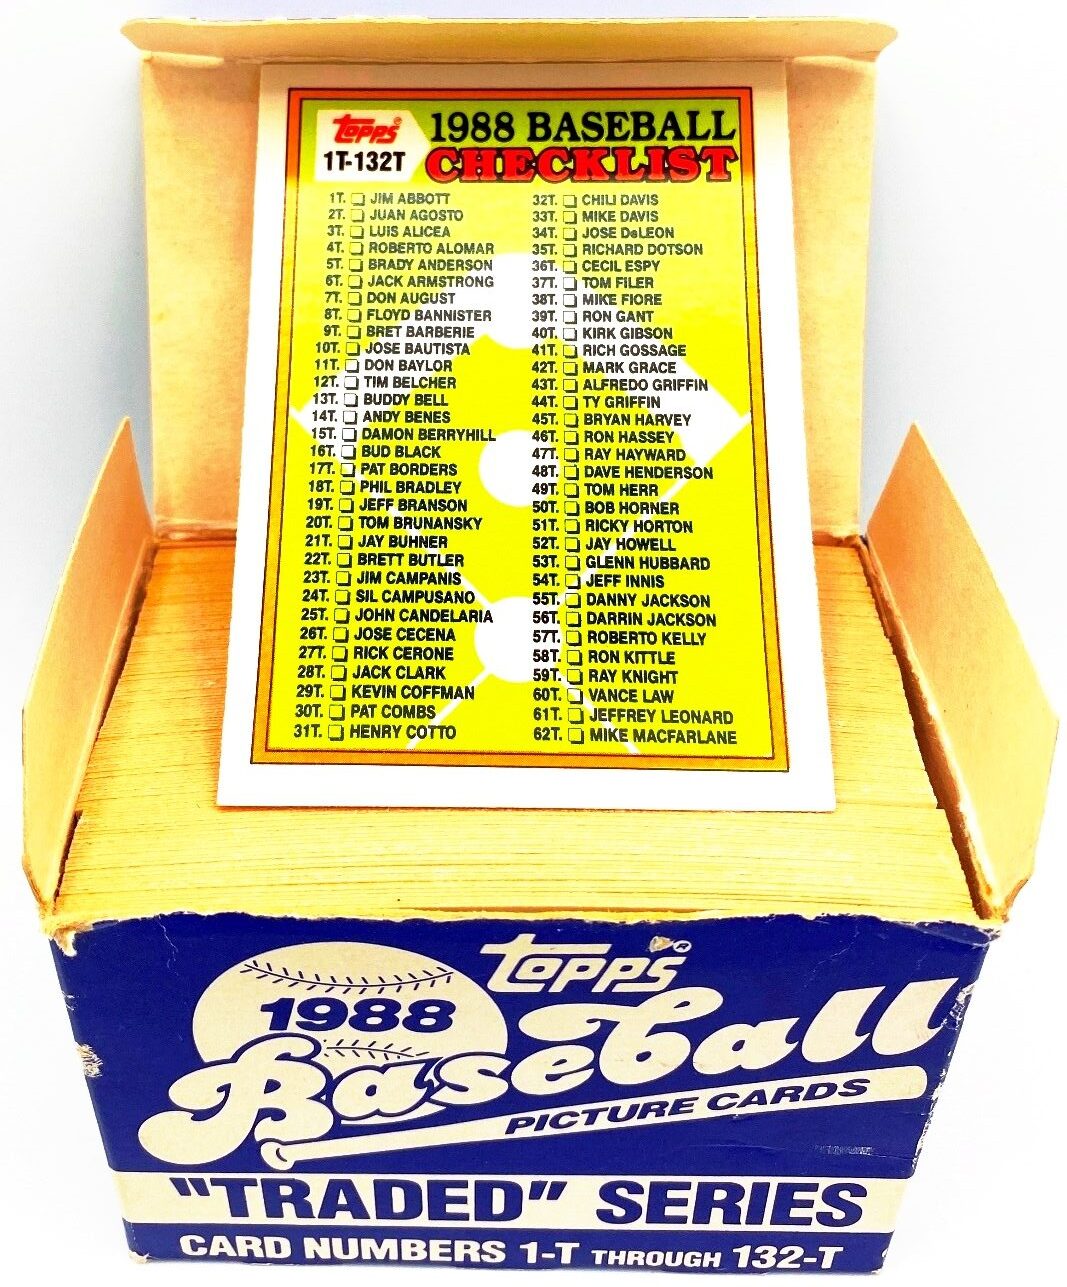 Topps®
1T-132T
1988 BASEBALL
CHECKLIST
1T. JIM ABBOTT
2T. JUAN AGOSTO
3T. LUIS ALICEA
4T. ROBERTO ALOMAR
5T. BRADY ANDERSON
6T. JACK ARMSTRONG
7T. DON AUGUST
8T. FLOYD BANNISTER
9T. BRET BARBERIE
10T. JOSE BAUTISTA
11T. DON BAYLOR
12T. TIM BELCHER
13T. BUDDY BELL
14T. ANDY BENES
15T. DAMON BERRYHILL
16T. BUD BLACK
17T. PAT BORDERS
18T. PHIL BRADLEY
19T. JEFF BRANSON
20T. TOM BRUNANSKY
21T. JAY BUHNER
22T. BRETT BUTLER
23T. JIM CAMPANIS
24T. SIL CAMPUSANO
25T. JOHN CANDELARIA
26T. JOSE CECENA
27T. RICK CERONE
28T. JACK CLARK
29T. KEVIN COFFMAN
30T. PAT COMBS
31T. HENRY COTTO
32T. CHILI DAVIS
33T. MIKE DAVIS
34T. JOSE DeLEON
35T. RICHARD DOTSON
36T. CECIL ESPY
37T. TOM FILER
38T. MIKE FIORE
39T. RON GANT
40T. KIRK GIBSON
41T. RICH GOSSAGE
42T. MARK GRACE
43T. ALFREDO GRIFFIN
44T. TY GRIFFIN
45T. BRYAN HARVEY
46T. RON HASSEY
47T. RAY HAYWARD
48T. DAVE HENDERSON
49T. TOM HERR
50T. BOB HORNER
51T. RICKY HORTON
52T. JAY HOWELL
53T. GLENN HUBBARD
54T. JEFF INNIS
55T. DANNY JACKSON
56T. DARRIN JACKSON
57T. ROBERTO KELLY
58T. RON KITTLE
59T. RAY KNIGHT
60T. VANCE LAW
61T. JEFFREY LEONARD
62T. MIKE MACFARLANE
Topps®
1988
Baseball
PICTURE CARDS
"TRADED" SERIES
CARD NUMBERS 1-T THROUGH 132-T